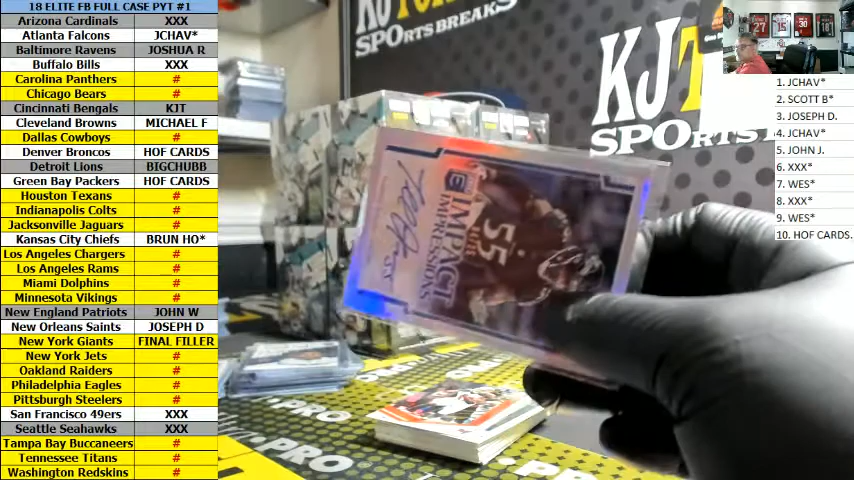 18 ELITE FB FULL CASE PYT #1
Arizona Cardinals XXX
Atlanta Falcons JCHAV*
Baltimore Ravens JOSHUA R
Buffalo Bills XXX
Carolina Panthers #
Chicago Bears #
Cincinnati Bengals KJT
Cleveland Browns MICHAEL F
Dallas Cowboys #
Denver Broncos HOF CARDS
Detroit Lions BIGCHUBB
Green Bay Packers HOF CARDS
Houston Texans #
Indianapolis Colts #
Jacksonville Jaguars #
Kansas City Chiefs BRUN HO*
Los Angeles Chargers #
Los Angeles Rams #
Miami Dolphins #
Minnesota Vikings #
New England Patriots JOHN W
New Orleans Saints JOSEPH D
New York Giants FINAL FILLER
New York Jets #
Oakland Raiders #
Philadelphia Eagles #
Pittsburgh Steelers #
San Francisco 49ers XXX
Seattle Seahawks XXX
Tampa Bay Buccaneers #
Tennessee Titans #
Washington Redskins #
SPORTS BREAKS
KJT
SPORTS
IMPACT
IMPRESSIONS
55
PRO
PRO
1. JCHAV*
2. SCOTT B*
3. JOSEPH D.
4. JCHAV*
5. JOHN J.
6. XXX*
7. WES*
8. XXX*
9. WES*
10. HOF CARDS.